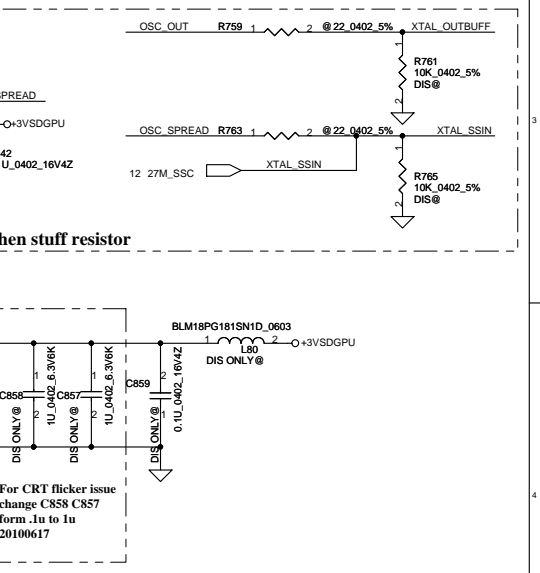 OSC_OUT R759 1 2 @ 22_0402_5% XTAL_OUTBUFF
1
R761
10K_0402_5%
DIS@
2
SPREAD
+3VSDGPU
3
OSC_SPREAD R763 1 2 @ 22_0402_5% XTAL_SSIN
42
U_0402_16V4Z
1
12 27M_SSC XTAL_SSIN
R765
10K_0402_5%
DIS@
2
hen stuff resistor
BLM18PG181SN1D_0603
1 2 +3VSDGPU
L80
DIS ONLY@
C858
1
2
1U_0402_6.3V6K
DIS ONLY@
C857
1
2
1U_0402_6.3V6K
DIS ONLY@
C859
2
1
0.1U_0402_16V4Z
DIS ONLY@
For CRT flicker issue
change C858 C857
form .1u to 1u
20100617
4